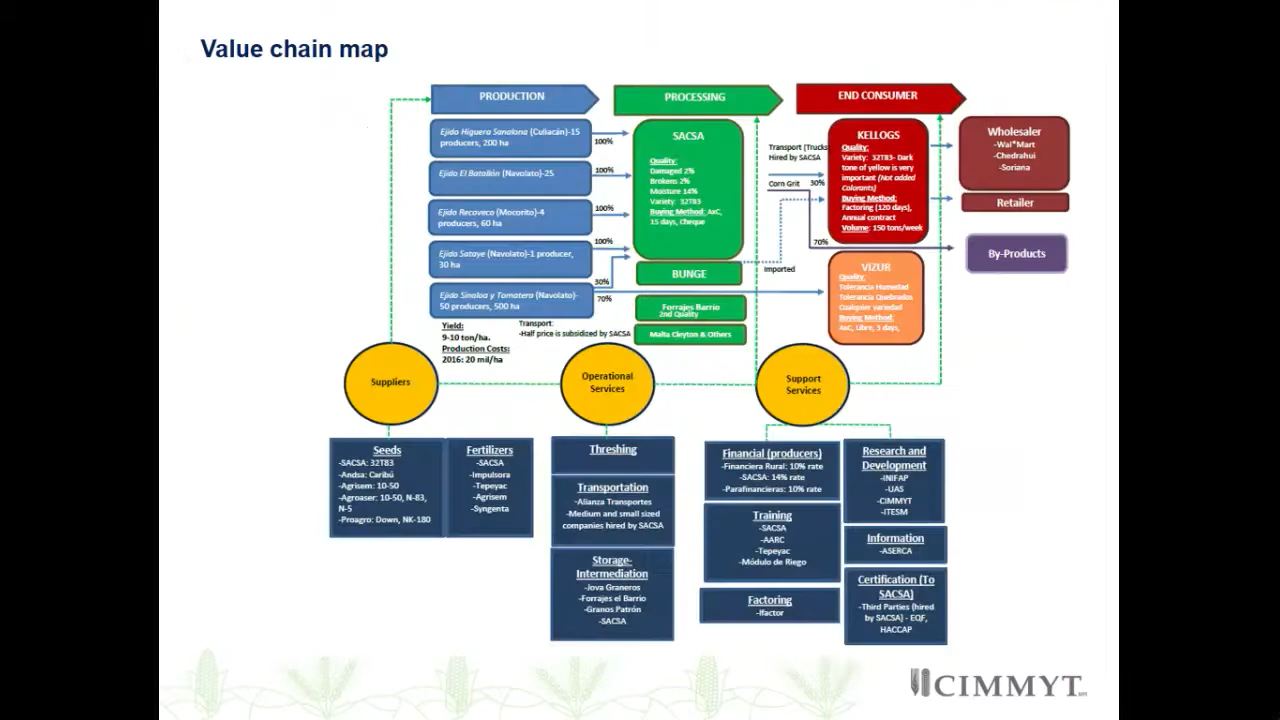 Value chain map
PRODUCTION
PROCESSING
END CONSUMER
Ejido Higuera Sanalona (Culiacán)-15
producers, 200 ha
100%
Ejido El Batallón (Navolato)-25
100%
Ejido Recoveco (Mocorito)-4
producers, 60 ha
100%
Ejido Sataye (Navolato)-1 producer,
30 ha
100%
Ejido Sinaloa y Tomatera (Navolato)-
50 producers, 500 ha
30%
70%
Yield:
9-10 ton/ha.
Production Costs:
2016: 20 mil/ha
Transport:
-Half price is subsidized by SACSA
SACSA
Quality:
Damaged 2%
Brokens 2%
Moisture 14%
Variety: 32T83
Buying Method: AxC,
15 days, Cheque
BUNGE
Forrajes Barrio
2nd Quality
Malta Cleyton & Others
Transport (Trucks
Hired by SACSA
Corn Grit
30%
70%
Imported
KELLOGS
Quality:
Variety: 32T83- Dark
tone of yellow is very
important (Not added
Colorants)
Buying Method:
Factoring (120 days),
Annual contract
Volume: 150 tons/week
VIZUR
Quality:
Tolerancia Humedad
Tolerancia Quebrados
Cualquier variedad
Buying Method:
AxC, Libre, 3 days,
Wholesaler
-Wal*Mart
-Chedrahui
-Soriana
Retailer
By-Products
Suppliers
Operational
Services
Support
Services
Seeds
-SACSA: 32T83
-Andsa: Caribú
-Agrisem: 10-50
-Agroaser: 10-50, N-83,
N-5
-Proagro: Down, NK-180
Fertilizers
-SACSA
-Impulsora
-Tepeyac
-Agrisem
-Syngenta
Threshing
Transportation
-Alianza Transportes
-Medium and small sized
companies hired by SACSA
Storage-
Intermediation
-Jova Graneros
-Forrajes el Barrio
-Granos Patrón
-SACSA
Financial (producers)
-Financiera Rural: 10% rate
-SACSA: 14% rate
-Parafinancieras: 10% rate
Training
-SACSA
-AARC
-Tepeyac
-Módulo de Riego
Factoring
-Ifactor
Research and
Development
-INIFAP
-UAS
-CIMMYT
-ITESM
Information
-ASERCA
Certification (To
SACSA)
-Third Parties (hired
by SACSA) - EQF,
HACCAP
CIMMYT